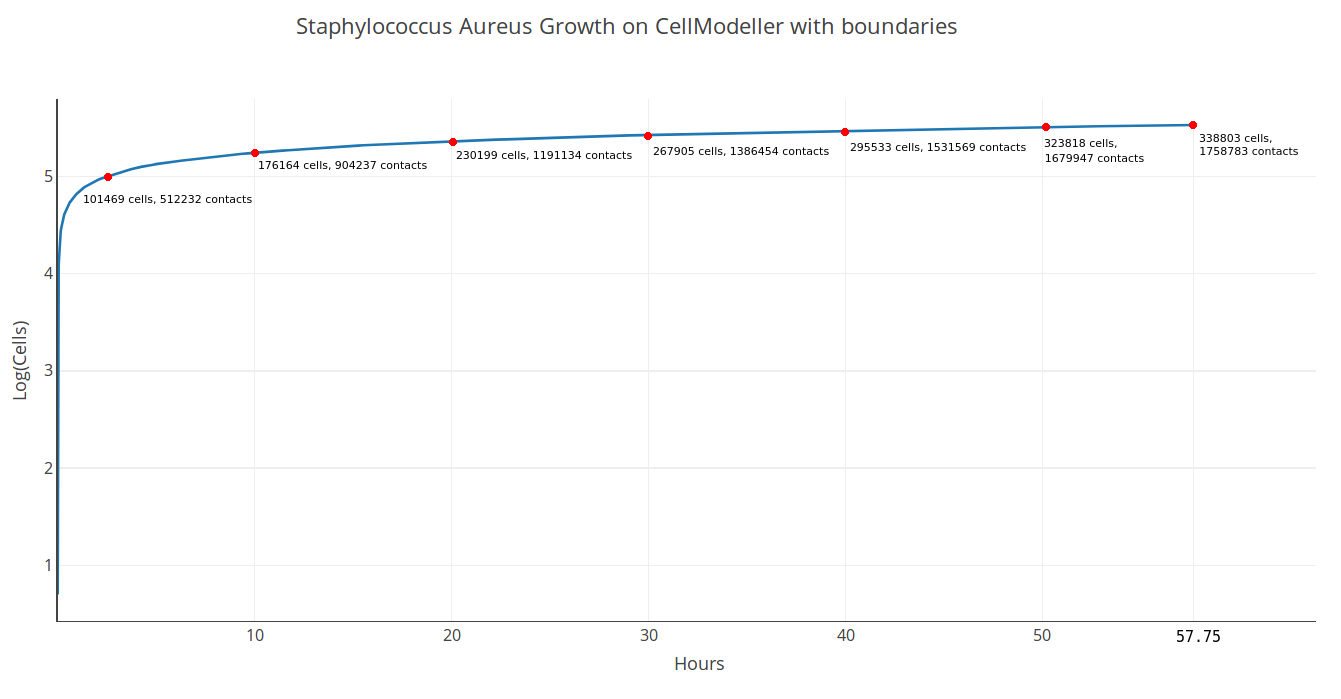 Staphylococcus Aureus Growth on CellModeller with boundaries
338803 cells,
1758783 contacts
323818 cells,
1679947 contacts
295533 cells, 1531569 contacts
267905 cells, 1386454 contacts
230199 cells, 1191134 contacts
176164 cells, 904237 contacts
101469 cells, 512232 contacts
5
4
3
2
1
Log(Cells)
10
20
30
40
50
57.75
Hours